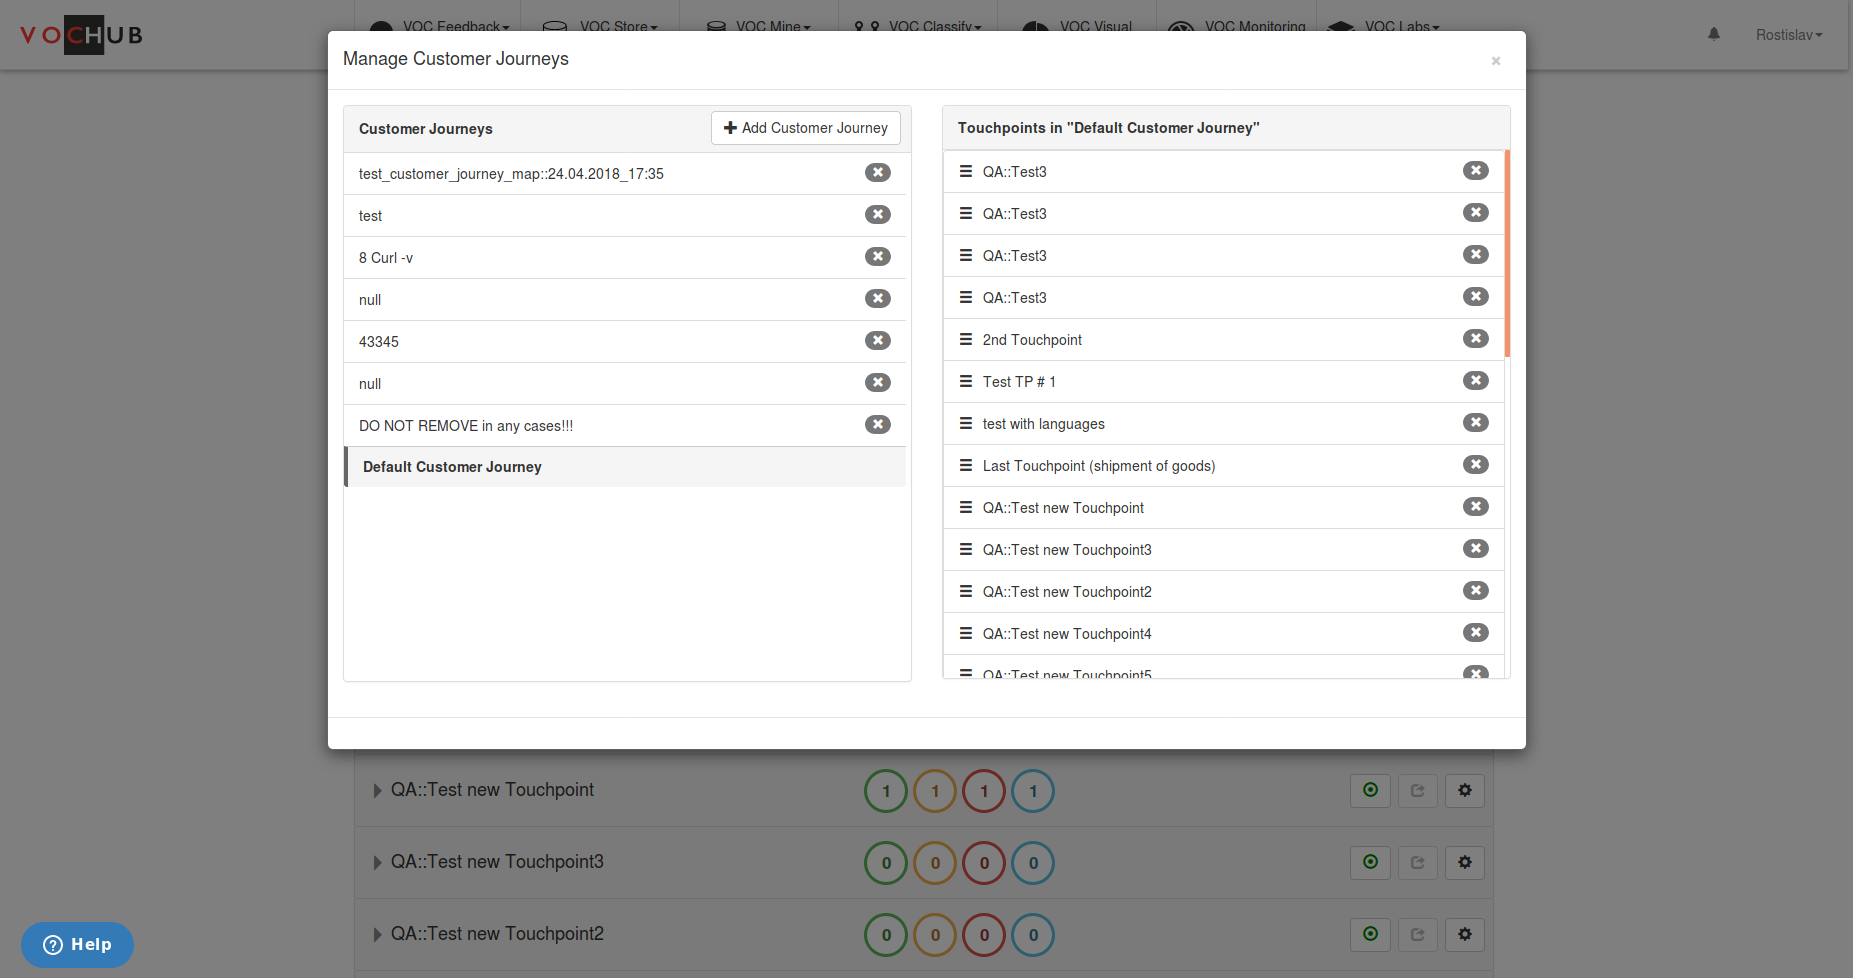 VOCHUB
VOC Feedback
VOC Store
VOC Mine
VOC Classify
VOC Visual
VOC Monitoring
VOC Labs
Rostislav
Manage Customer Journeys
×
Customer Journeys
Add Customer Journey
test_customer_journey_map::24.04.2018_17:35
test
8 Curl -v
null
43345
null
DO NOT REMOVE in any cases!!!
Default Customer Journey
Touchpoints in "Default Customer Journey"
QA::Test3
QA::Test3
QA::Test3
QA::Test3
2nd Touchpoint
Test TP # 1
test with languages
Last Touchpoint (shipment of goods)
QA::Test new Touchpoint
QA::Test new Touchpoint3
QA::Test new Touchpoint2
QA::Test new Touchpoint4
QA::Test new Touchpoint5
QA::Test new Touchpoint 1 1 1 1
QA::Test new Touchpoint3 0 0 0 0
QA::Test new Touchpoint2 0 0 0 0
? Help